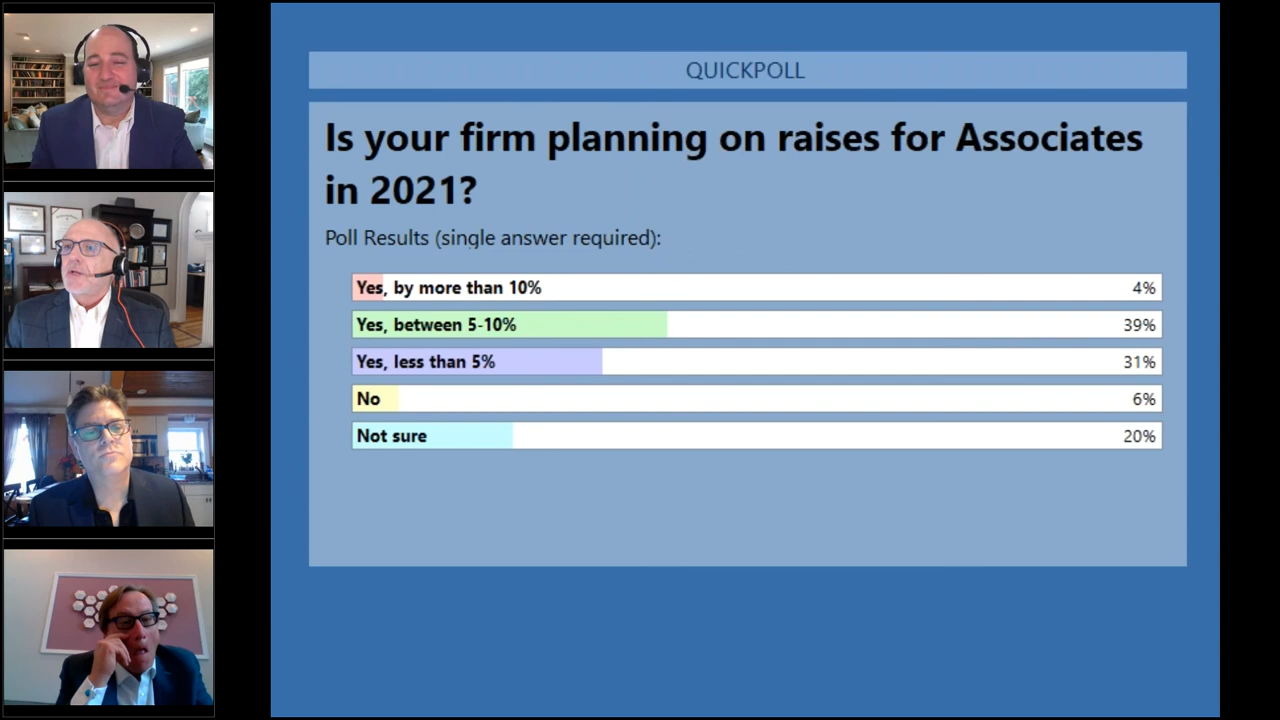 QUICKPOLL
Is your firm planning on raises for Associates
in 2021?
Poll Results (single answer required):
Yes, by more than 10% 4%
Yes, between 5-10% 39%
Yes, less than 5% 31%
No 6%
Not sure 20%